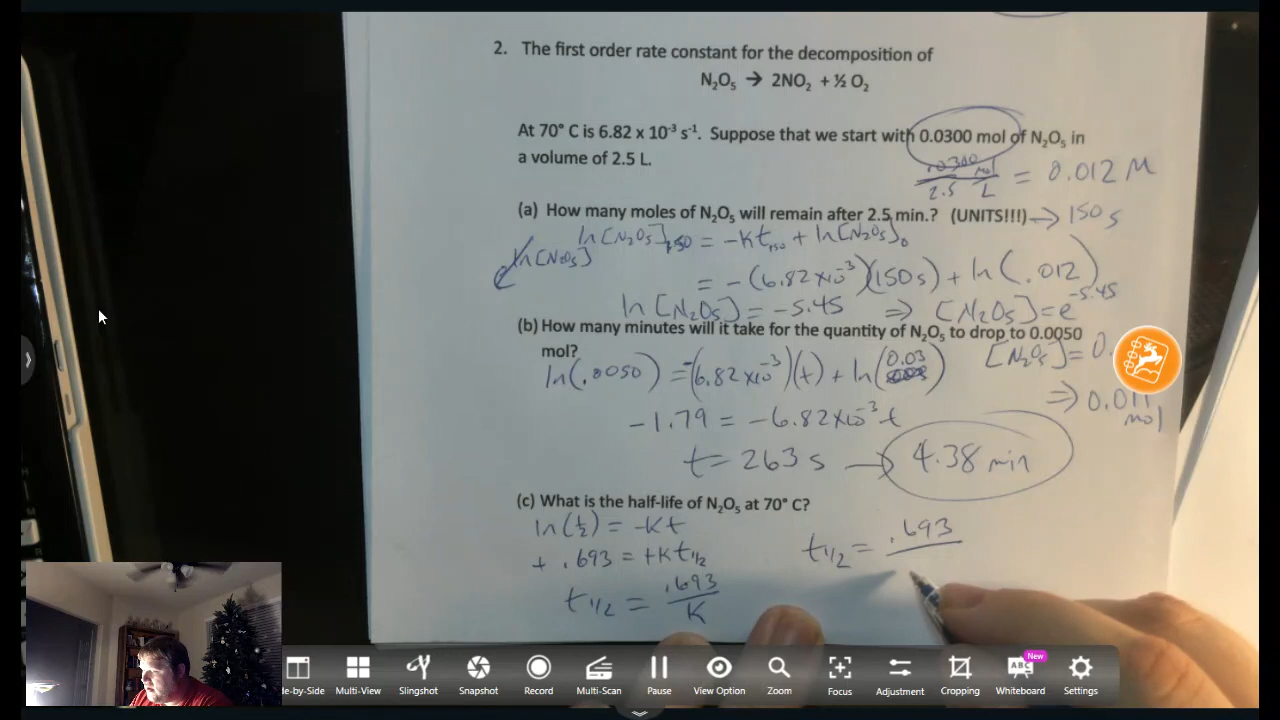 2. The first order rate constant for the decomposition of
N₂O₅ → 2NO₂ + ½ O₂
At 70° C is 6.82 x 10⁻³ s⁻¹. Suppose that we start with 0.0300 mol of N₂O₅ in
a volume of 2.5 L.
.0300 mol / 2.5 L = 0.012 M
(a) How many moles of N₂O₅ will remain after 2.5 min.? (UNITS!!!) → 150 s
ln[N₂O₅]₁₅₀ = -kt₁₅₀ + ln[N₂O₅]₀
ln[N₂O₅]
= -(6.82x10⁻³)(150s) + ln(.012)
ln[N₂O₅] = -5.45 ⇒ [N₂O₅] = e^-5.45
(b) How many minutes will it take for the quantity of N₂O₅ to drop to 0.0050
mol?
[N₂O₅] = 0.
ln(.0050) = -(6.82x10⁻³)(t) + ln(0.03)
⇒ 0.011 mol
-1.79 = -6.82x10⁻³ t
t = 263 s → 4.38 min
(c) What is the half-life of N₂O₅ at 70° C?
ln(½) = -kt
+ .693 = +kt½
t½ = .693 / K
t½ = .693
e-by-Side Multi-View Slingshot Snapshot Record Multi-Scan Pause View Option Zoom Focus Adjustment Cropping New ABC Whiteboard Settings